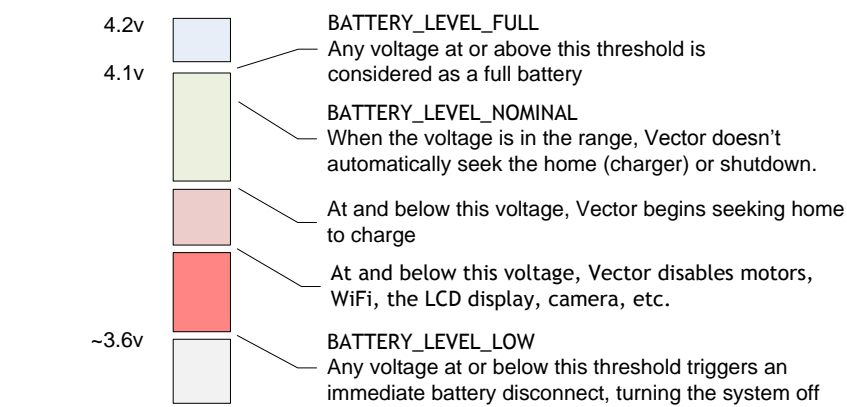 4.2v
BATTERY_LEVEL_FULL
Any voltage at or above this threshold is
considered as a full battery
4.1v
BATTERY_LEVEL_NOMINAL
When the voltage is in the range, Vector doesn't
automatically seek the home (charger) or shutdown.
At and below this voltage, Vector begins seeking home
to charge
At and below this voltage, Vector disables motors,
WiFi, the LCD display, camera, etc.
~3.6v
BATTERY_LEVEL_LOW
Any voltage at or below this threshold triggers an
immediate battery disconnect, turning the system off